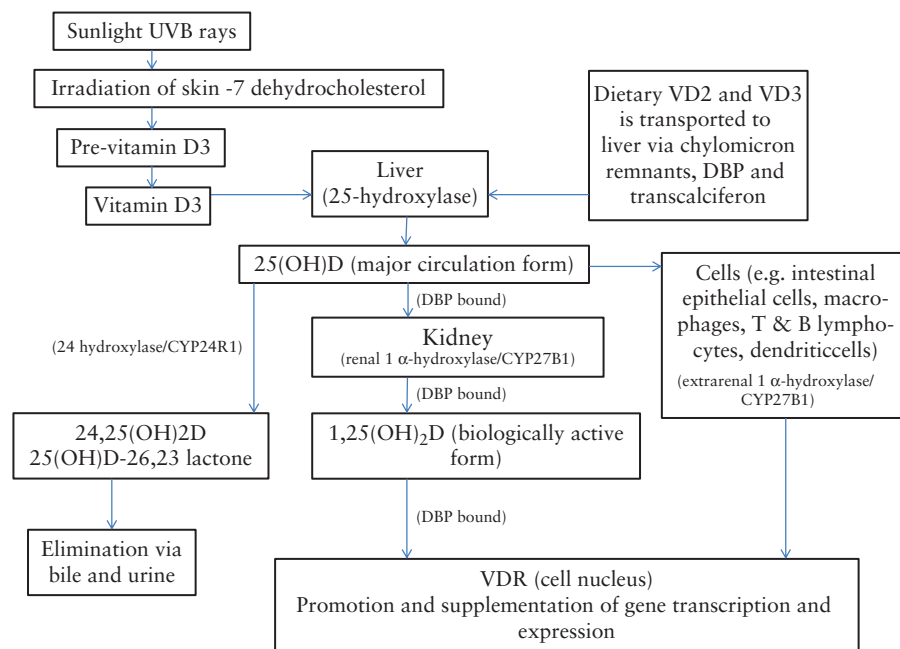 Sunlight UVB rays
Irradiation of skin -7 dehydrocholesterol
Pre-vitamin D3
Vitamin D3
Liver
(25-hydroxylase)
Dietary VD2 and VD3
is transported to
liver via chylomicron
remnants, DBP and
transcalciferon
25(OH)D (major circulation form)
Cells (e.g. intestinal
epithelial cells, macro-
phages, T & B lympho-
cytes, dendriticcells)
(extrarenal 1 α-hydroxylase/
CYP27B1)
(DBP bound)
(24 hydroxylase/CYP24R1)
Kidney
(renal 1 α-hydroxylase/CYP27B1)
(DBP bound)
24,25(OH)2D
25(OH)D-26,23 lactone
1,25(OH)₂D (biologically active
form)
(DBP bound)
Elimination via
bile and urine
VDR (cell nucleus)
Promotion and supplementation of gene transcription and
expression